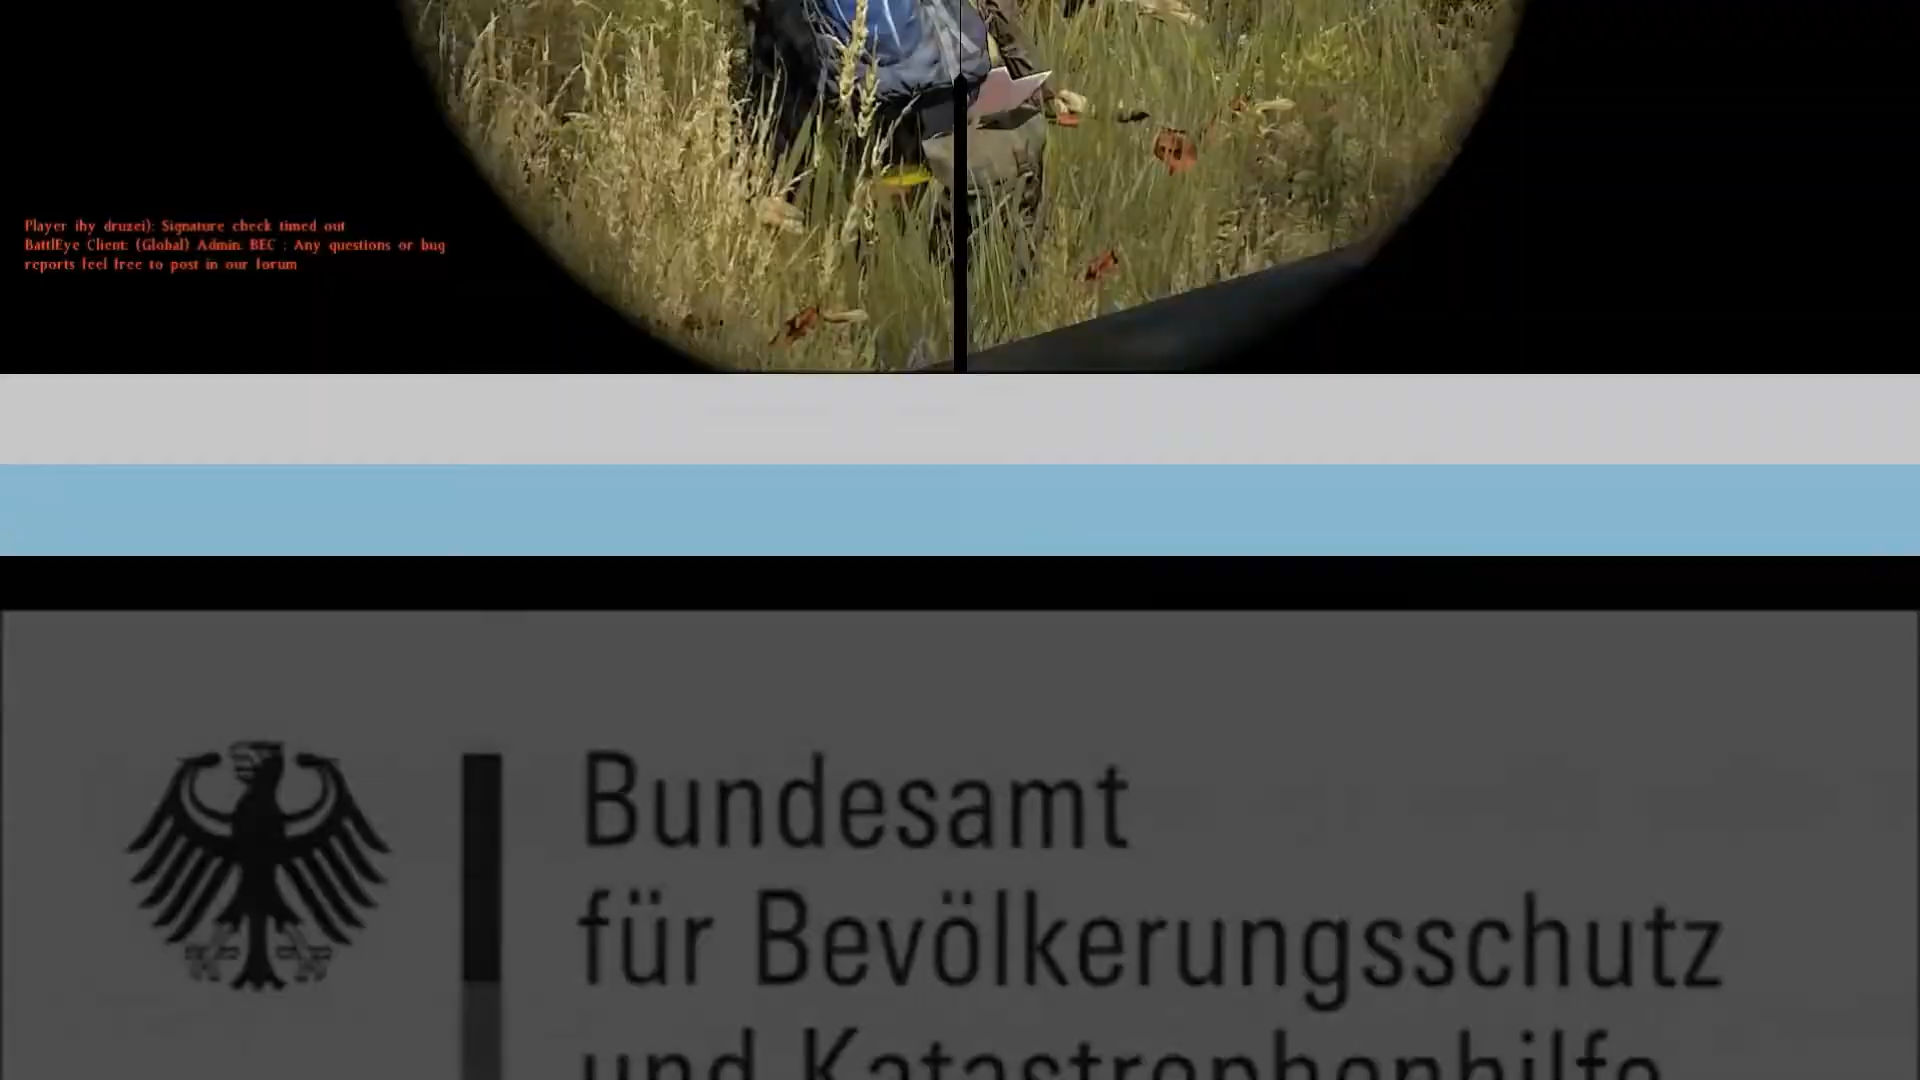 Player (by druzei): Signature check timed out
BattlEye Client: (Global) Admin. BEC : Any questions or bug
reports feel free to post in our forum
Bundesamt
für Bevölkerungsschutz
und Katastrophenhilfe